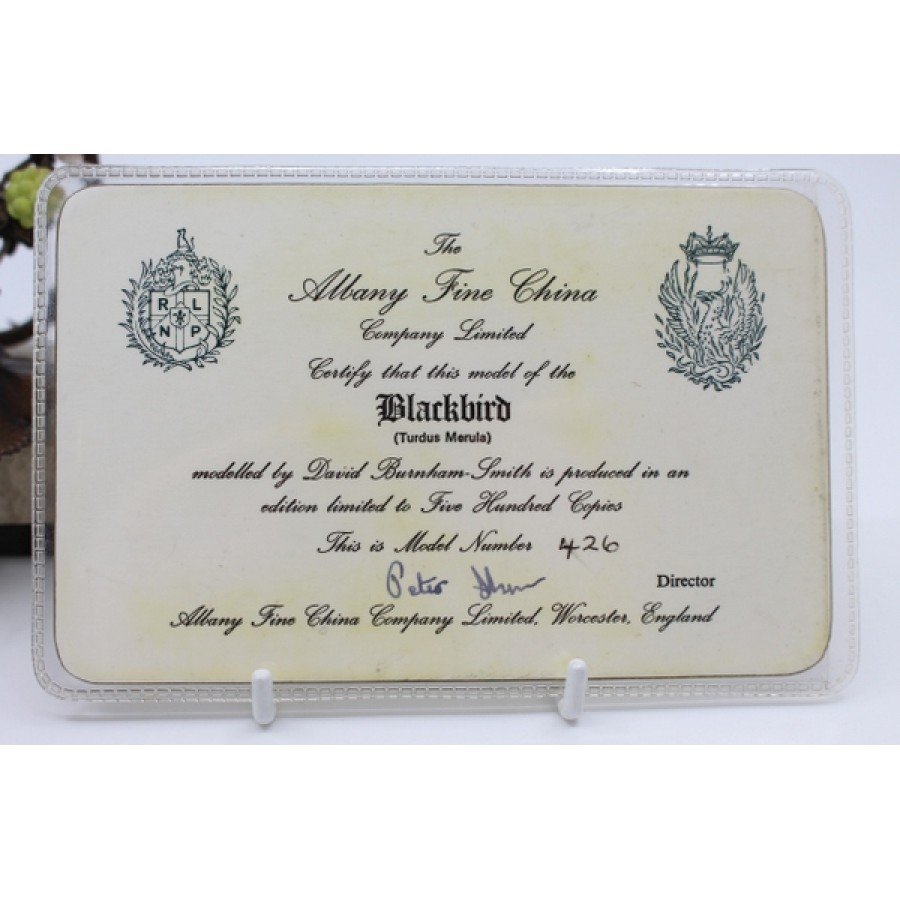 The
Albany Fine China
Company Limited
Certify that this model of the
Blackbird
(Turdus Merula)
modelled by David Burnham-Smith is produced in an
edition limited to Five Hundred Copies
This is Model Number 426
Peter
Director
Albany Fine China Company Limited, Worcester, England
R L
N P